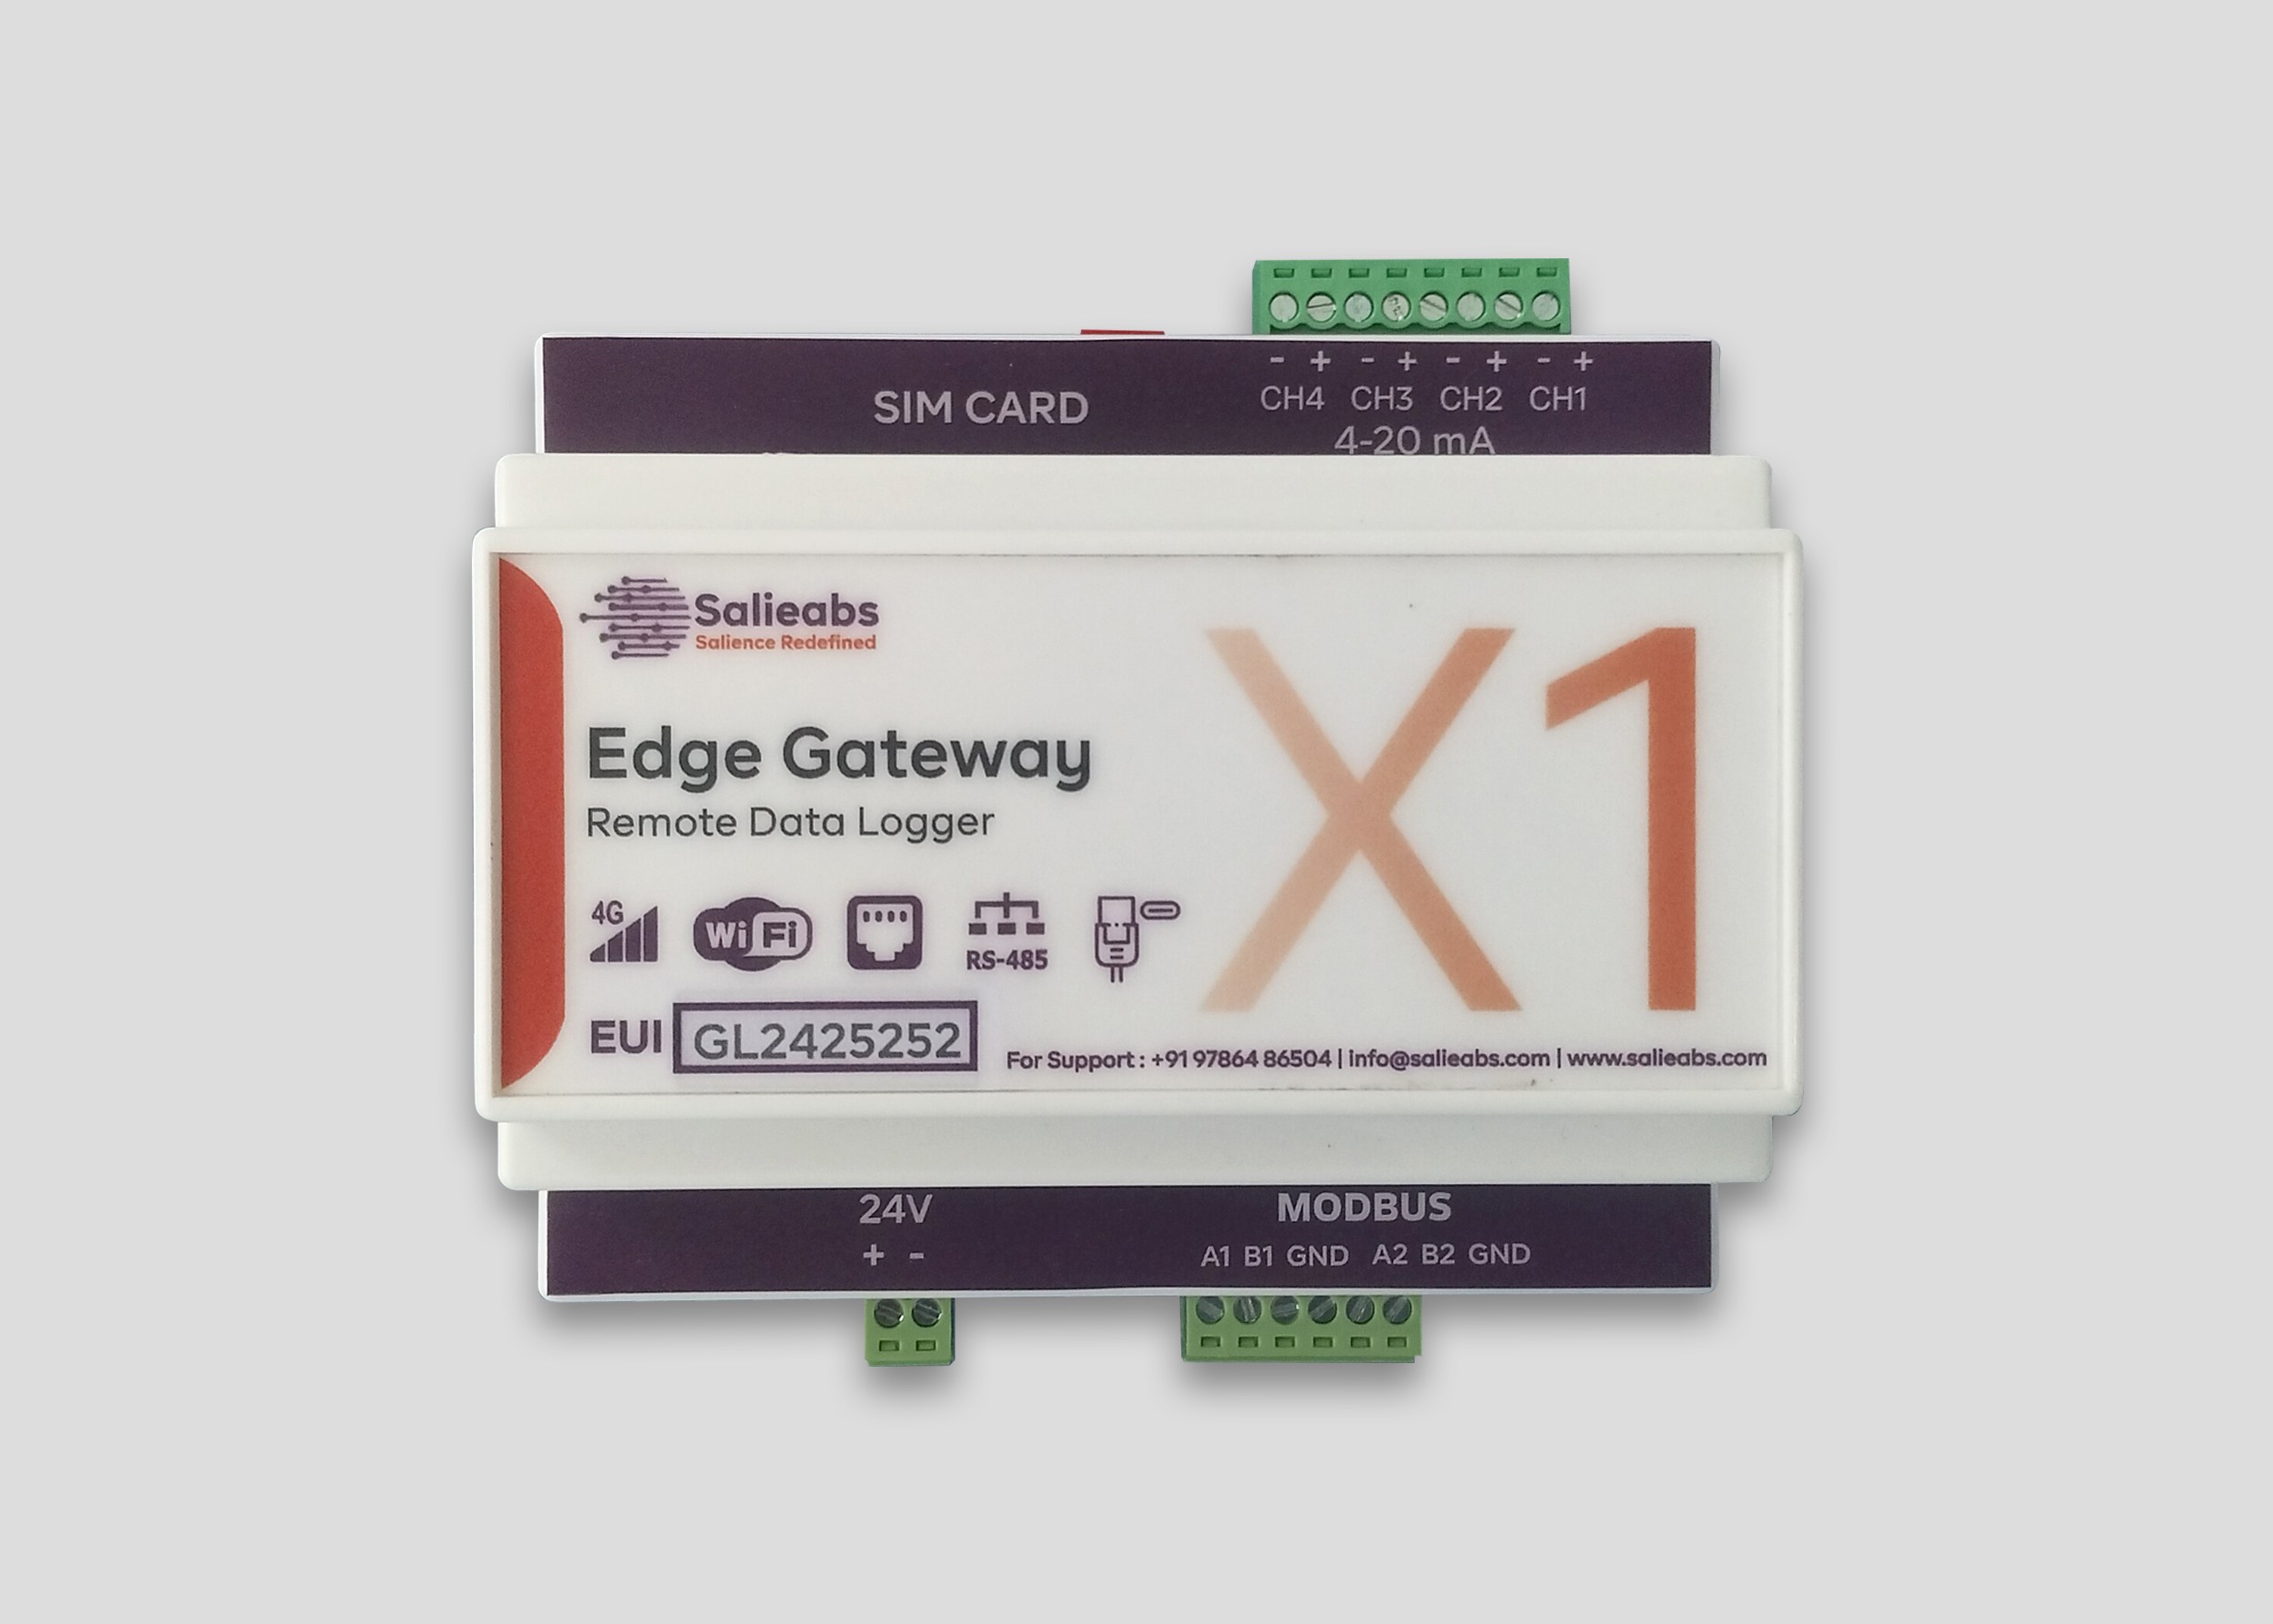 - + - + - + - +
SIM CARD
CH4 CH3 CH2 CH1
4-20 mA
Salieabs
Salience Redefined
X1
Edge Gateway
Remote Data Logger
4G
WiFi
RS-485
EUI GL2425252
For Support : +91 97864 86504 | info@salieabs.com | www.salieabs.com
24V
+ -
MODBUS
A1 B1 GND A2 B2 GND